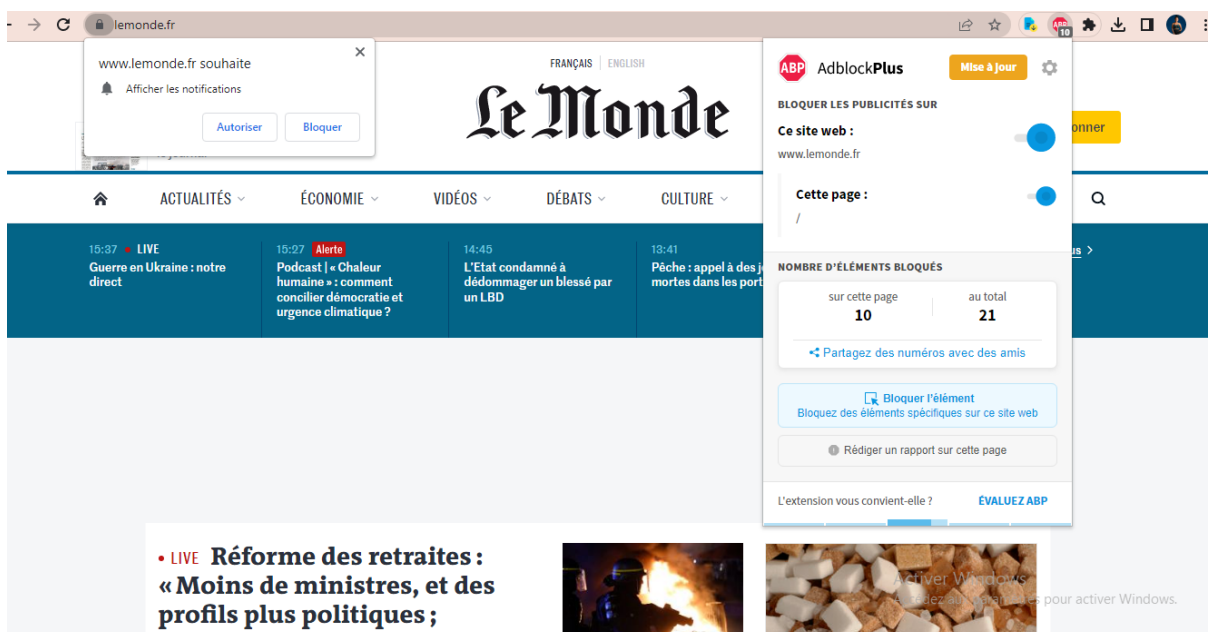 lemonde.fr
ABP
10
www.lemonde.fr souhaite
Afficher les notifications
Autoriser
Bloquer
FRANÇAIS
ENGLISH
Le Monde
ABP
AdblockPlus
Mise à jour
BLOQUER LES PUBLICITÉS SUR
Ce site web :
www.lemonde.fr
Cette page :
/
onner
ACTUALITÉS
ÉCONOMIE
VIDÉOS
DÉBATS
CULTURE
15:37 • LIVE
Guerre en Ukraine : notre
direct
15:27 Alerte
Podcast | « Chaleur
humaine » : comment
concilier démocratie et
urgence climatique ?
14:45
L'Etat condamné à
dédommager un blessé par
un LBD
13:41
Pêche : appel à des j
mortes dans les port
us >
NOMBRE D'ÉLÉMENTS BLOQUÉS
sur cette page
10
au total
21
Partagez des numéros avec des amis
Bloquer l'élément
Bloquez des éléments spécifiques sur ce site web
Rédiger un rapport sur cette page
L'extension vous convient-elle ?
ÉVALUEZ ABP
• LIVE Réforme des retraites :
« Moins de ministres, et des
profils plus politiques ;
Activer Windows
pour activer Windows.